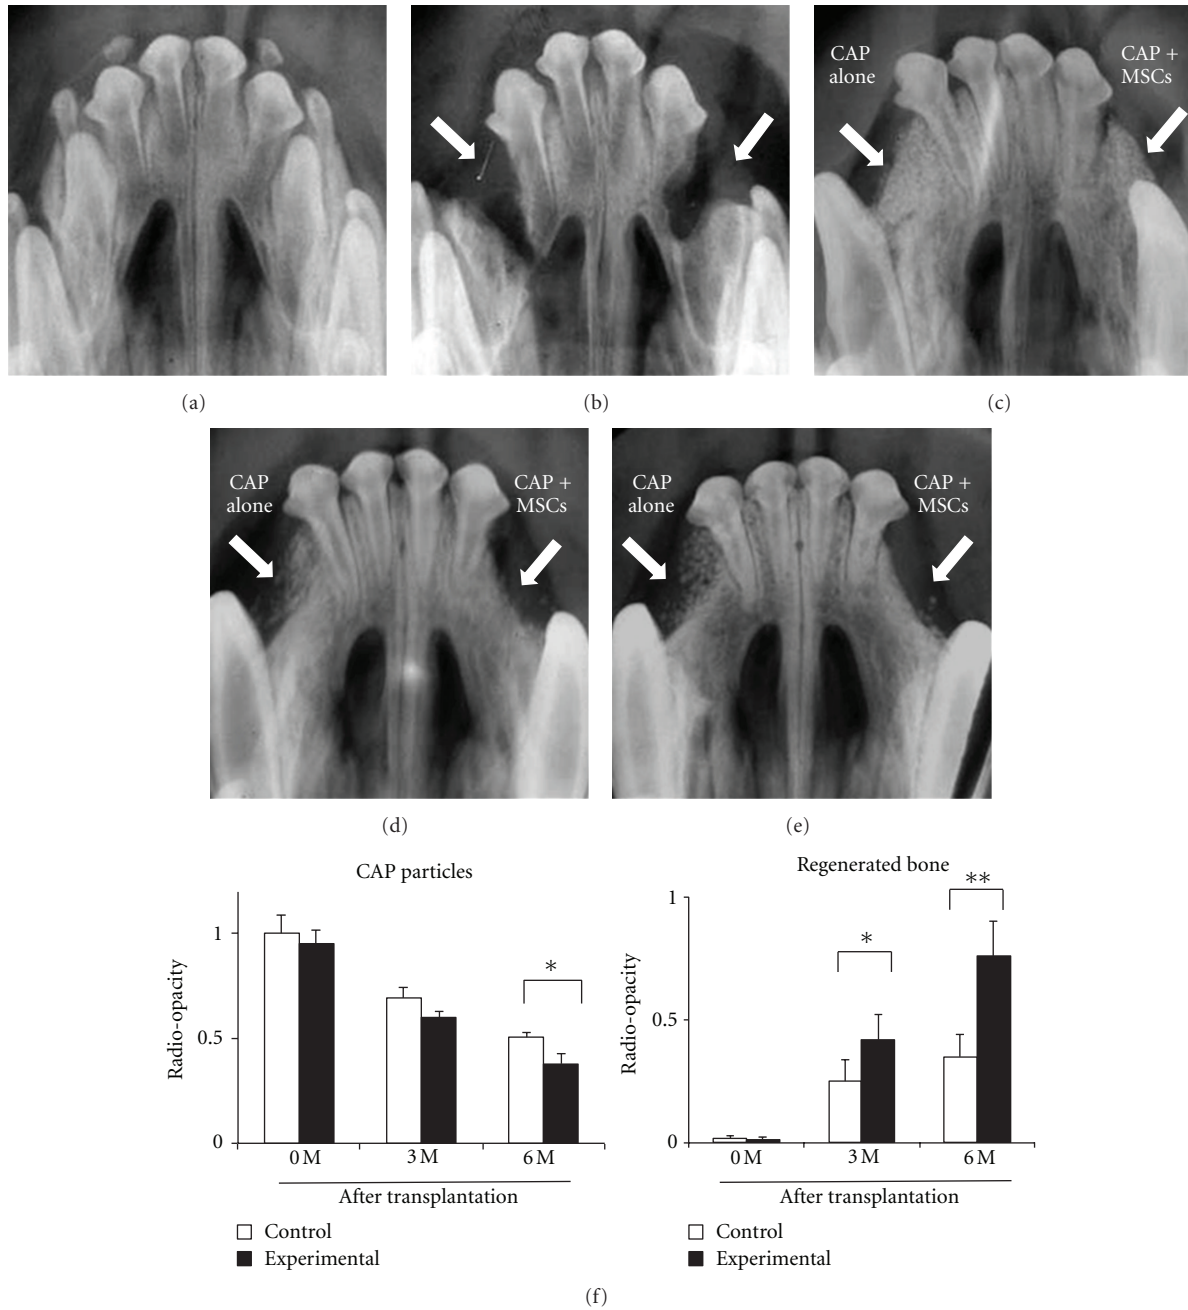 CAP
alone
CAP +
MSCs
(a)
(b)
(c)
CAP
alone
CAP +
MSCs
CAP
alone
CAP +
MSCs
(d)
(e)
CAP particles
1
0.5
0
Radio-opacity
*
0 M
3 M
6 M
After transplantation
Control
Experimental
Regenerated bone
1
0.5
0
Radio-opacity
*
**
0 M
3 M
6 M
After transplantation
Control
Experimental
(f)